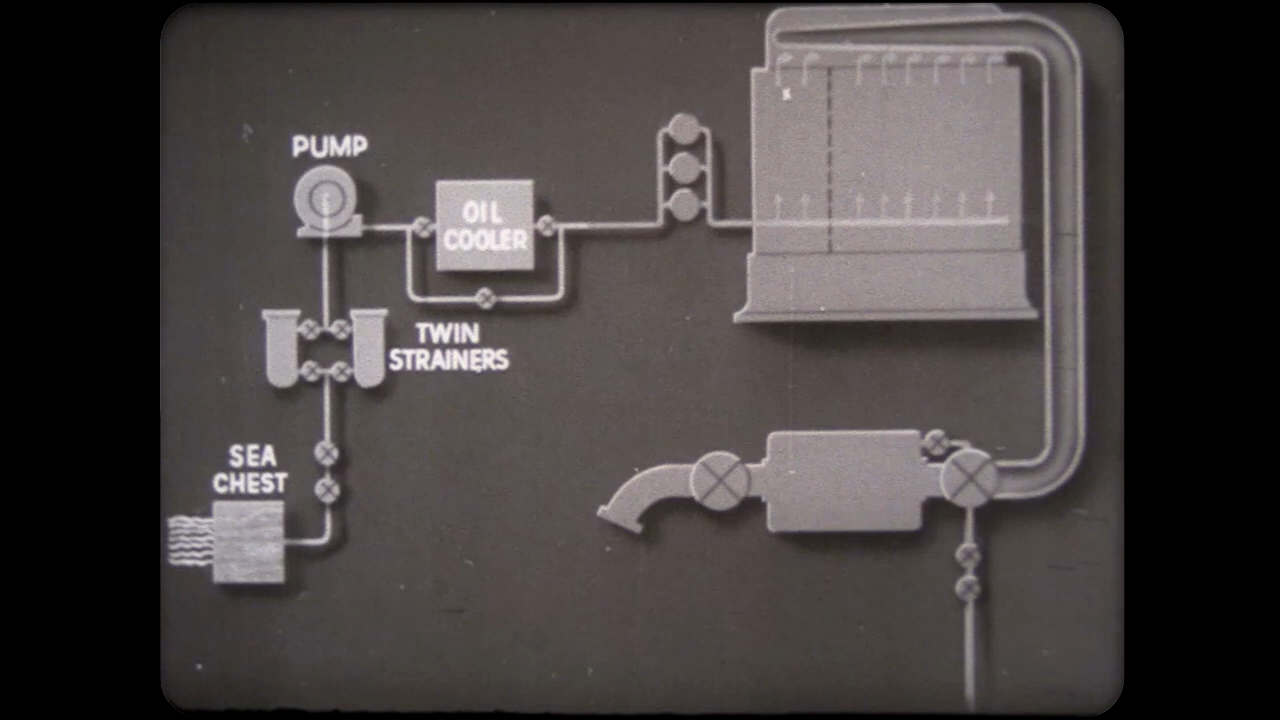 PUMP
OIL
COOLER
TWIN
STRAINERS
SEA
CHEST